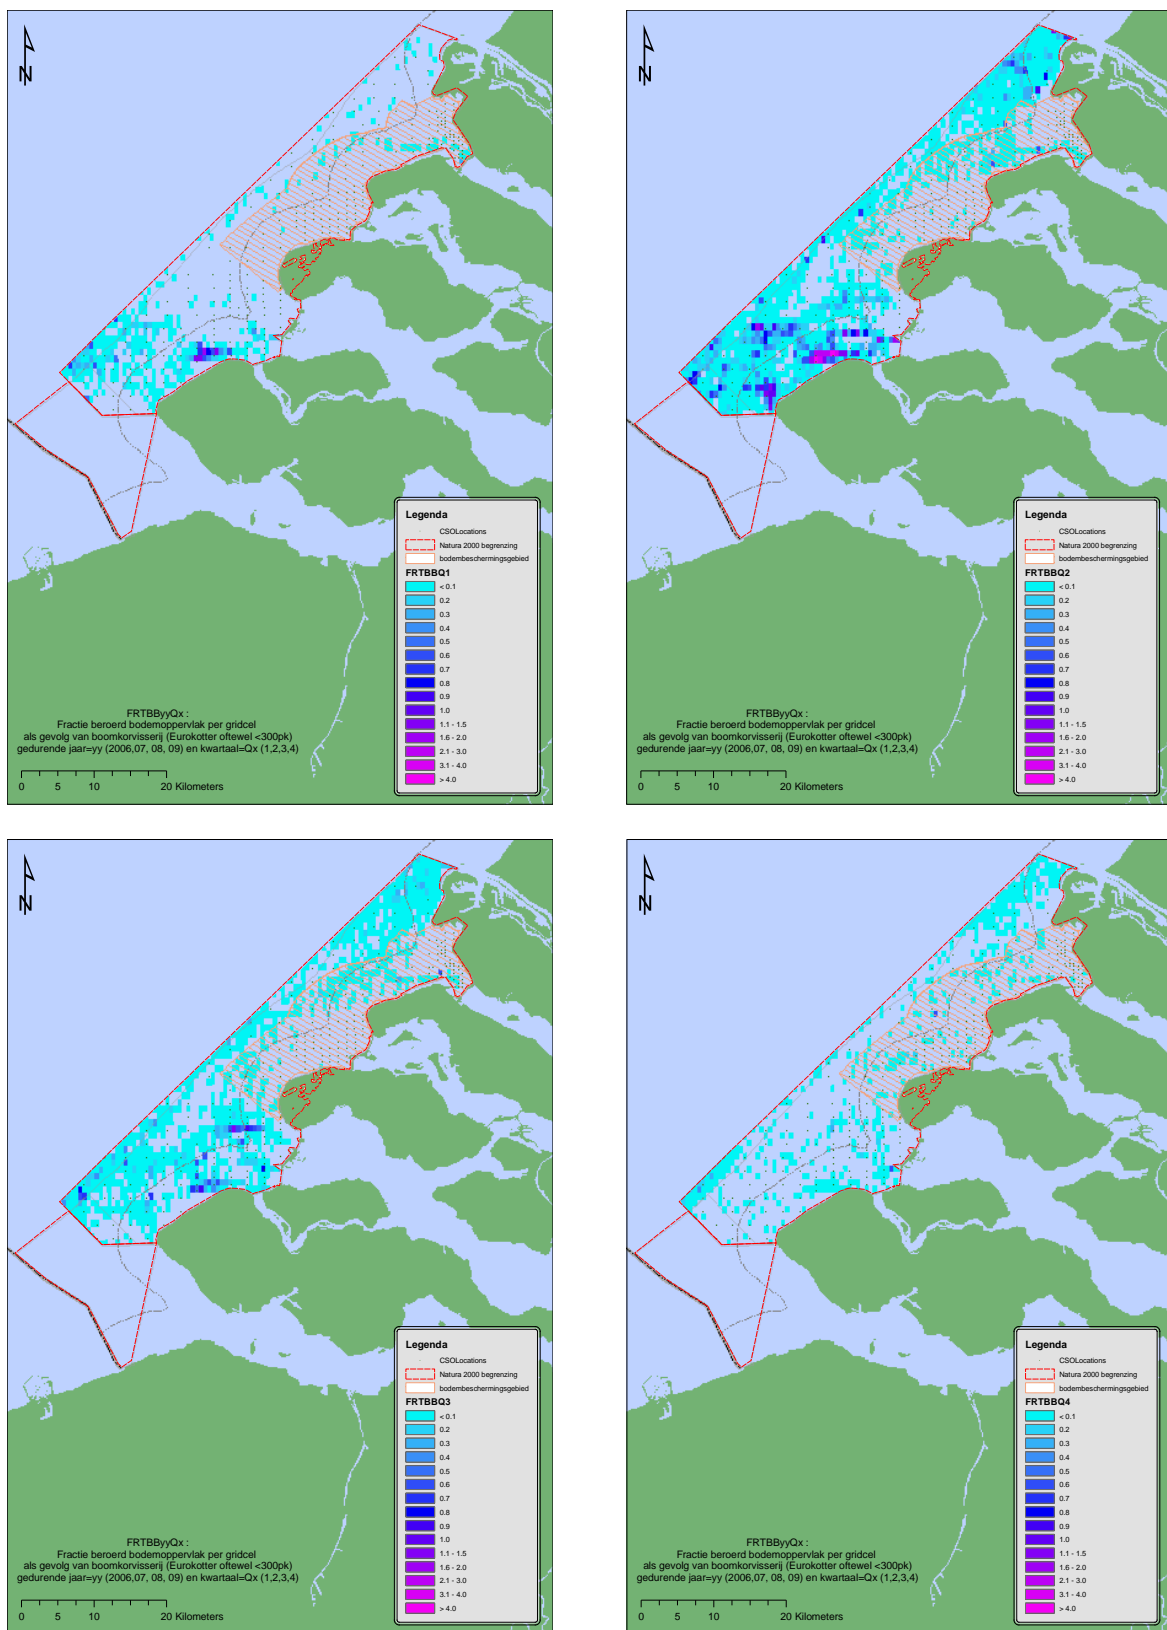 N
Legenda
CSOLocations
Natura 2000 begrenzing
bodembeschermingsgebied
FRTBBQ1
< 0.1
0.2
0.3
0.4
0.5
0.6
0.7
0.8
0.9
1.0
1.1 - 1.5
1.6 - 2.0
2.1 - 3.0
3.1 - 4.0
> 4.0
FRTBByyQx :
Fractie beroerd bodemoppervlak per gridcel
als gevolg van boomkorvisserij (Eurokotter oftewel <300pk)
gedurende jaar=yy (2006,07, 08, 09) en kwartaal=Qx (1,2,3,4)
0 5 10 20 Kilometers
N
Legenda
CSOLocations
Natura 2000 begrenzing
bodembeschermingsgebied
FRTBBQ2
< 0.1
0.2
0.3
0.4
0.5
0.6
0.7
0.8
0.9
1.0
1.1 - 1.5
1.6 - 2.0
2.1 - 3.0
3.1 - 4.0
> 4.0
FRTBByyQx :
Fractie beroerd bodemoppervlak per gridcel
als gevolg van boomkorvisserij (Eurokotter oftewel <300pk)
gedurende jaar=yy (2006,07, 08, 09) en kwartaal=Qx (1,2,3,4)
0 5 10 20 Kilometers
N
Legenda
CSOLocations
Natura 2000 begrenzing
bodembeschermingsgebied
FRTBBQ3
< 0.1
0.2
0.3
0.4
0.5
0.6
0.7
0.8
0.9
1.0
1.1 - 1.5
1.6 - 2.0
2.1 - 3.0
3.1 - 4.0
> 4.0
FRTBByyQx :
Fractie beroerd bodemoppervlak per gridcel
als gevolg van boomkorvisserij (Eurokotter oftewel <300pk)
gedurende jaar=yy (2006,07, 08, 09) en kwartaal=Qx (1,2,3,4)
0 5 10 20 Kilometers
N
Legenda
CSOLocations
Natura 2000 begrenzing
bodembeschermingsgebied
FRTBBQ4
< 0.1
0.2
0.3
0.4
0.5
0.6
0.7
0.8
0.9
1.0
1.1 - 1.5
1.6 - 2.0
2.1 - 3.0
3.1 - 4.0
> 4.0
FRTBByyQx :
Fractie beroerd bodemoppervlak per gridcel
als gevolg van boomkorvisserij (Eurokotter oftewel <300pk)
gedurende jaar=yy (2006,07, 08, 09) en kwartaal=Qx (1,2,3,4)
0 5 10 20 Kilometers